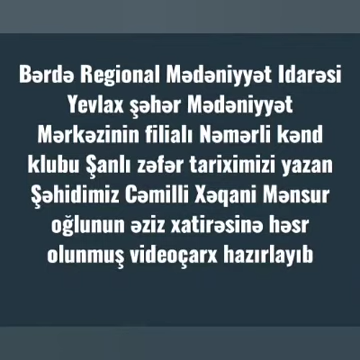 Bərdə Regional Mədəniyyət Idarəsi
Yevlax şəhər Mədəniyyət
Mərkəzinin filialı Nəmərli kənd
klubu Şanlı zəfər tariximizi yazan
Şəhidimiz Cəmilli Xəqani Mənsur
oğlunun əziz xatirəsinə həsr
olunmuş videoçarx hazırlayıb